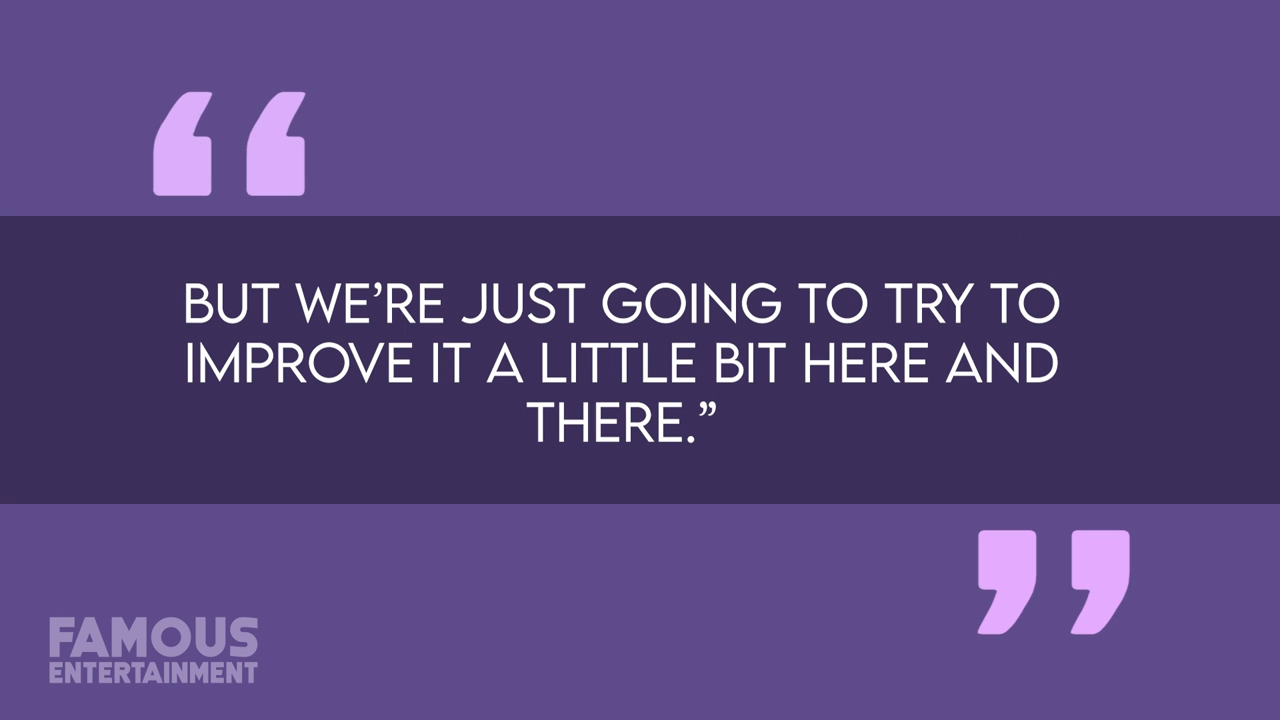 BUT WE’RE JUST GOING TO TRY TO
IMPROVE IT A LITTLE BIT HERE AND
THERE.”
FAMOUS
ENTERTAINMENT